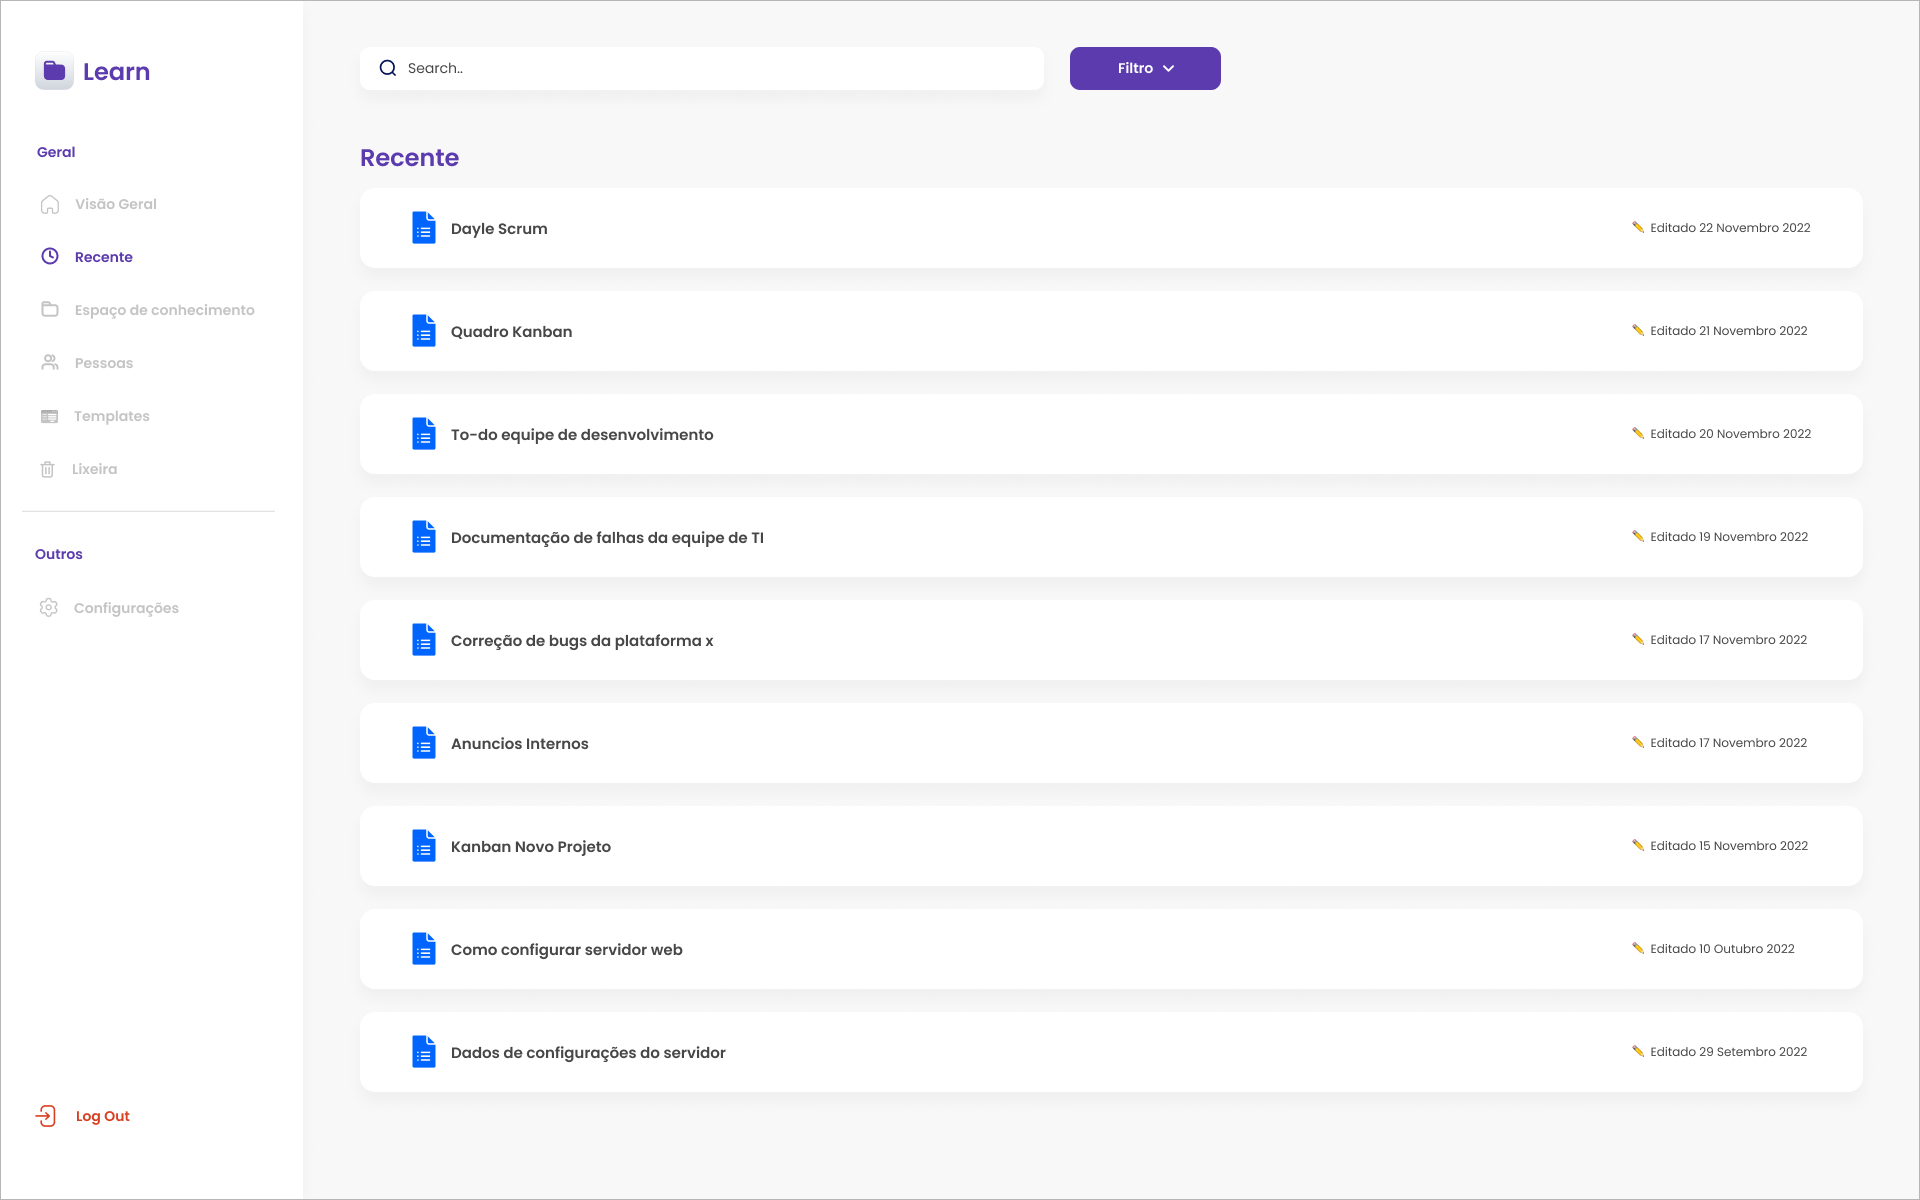 Learn
Geral
Visão Geral
Recente
Espaço de conhecimento
Pessoas
Templates
Lixeira
Outros
Configurações
Log Out
Search..
Filtro
Recente
Dayle Scrum
Editado 22 Novembro 2022
Quadro Kanban
Editado 21 Novembro 2022
To-do equipe de desenvolvimento
Editado 20 Novembro 2022
Documentação de falhas da equipe de TI
Editado 19 Novembro 2022
Correção de bugs da plataforma x
Editado 17 Novembro 2022
Anuncios Internos
Editado 17 Novembro 2022
Kanban Novo Projeto
Editado 15 Novembro 2022
Como configurar servidor web
Editado 10 Outubro 2022
Dados de configurações do servidor
Editado 29 Setembro 2022